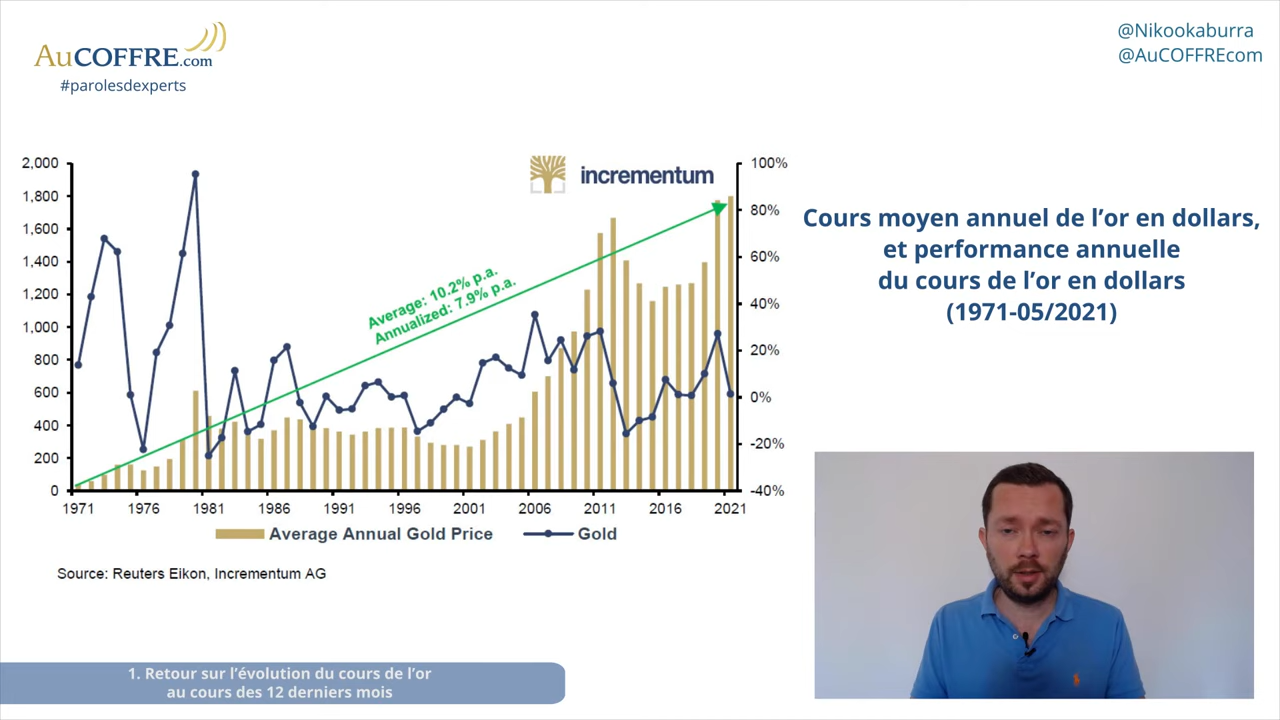 AuCOFFRE.com
#parolesdexperts
@Nikookaburra
@AuCOFFREcom
incrementum
2,000
1,800
1,600
1,400
1,200
1,000
800
600
400
200
0
100%
80%
60%
40%
20%
0%
-20%
-40%
Average: 10.2% p.a.
Annualized: 7.9% p.a.
1971 1976 1981 1986 1991 1996 2001 2006 2011 2016 2021
Average Annual Gold Price Gold
Source: Reuters Eikon, Incrementum AG
Cours moyen annuel de l’or en dollars,
et performance annuelle
du cours de l’or en dollars
(1971-05/2021)
1. Retour sur l’évolution du cours de l’or
au cours des 12 derniers mois